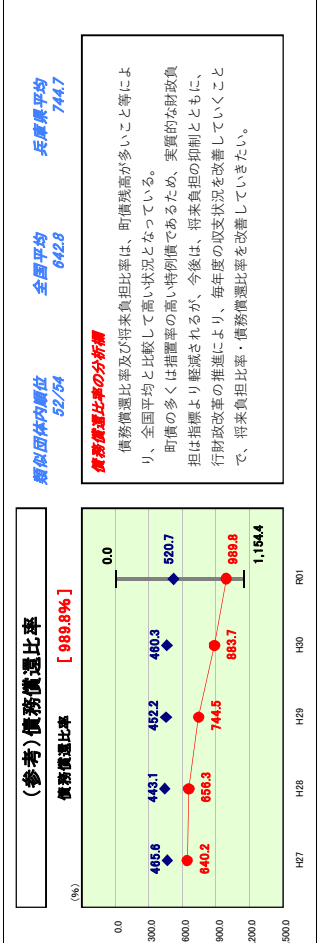 (参考)債務償還比率
債務償還比率 [ 989.8% ]
(%)
0.0
300.0
600.0
900.0
,200.0
,500.0
465.6
443.1
452.2
460.3
520.7
640.2
656.3
744.5
883.7
989.8
0.0
1,154.4
H27
H28
H29
H30
R01
類似団体内順位
52/54
全国平均
642.8
兵庫県平均
744.7
債務償還比率の分析欄
債務償還比率及び将来負担比率は、町債残高が多いこと等によ
り、全国平均と比較して高い状況となっている。
町債の多くは措置率の高い特例債であるため、実質的な財政負
担は指標より軽減されるが、今後は、将来負担の抑制とともに、
行財政改革の推進により、毎年度の収支状況を改善していくこと
で、将来負担比率・債務償還比率を改善していきたい。